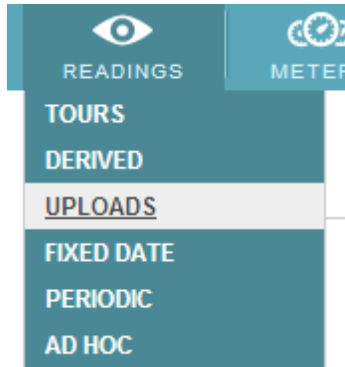 READINGS
TOURS
DERIVED
UPLOADS
FIXED DATE
PERIODIC
AD HOC